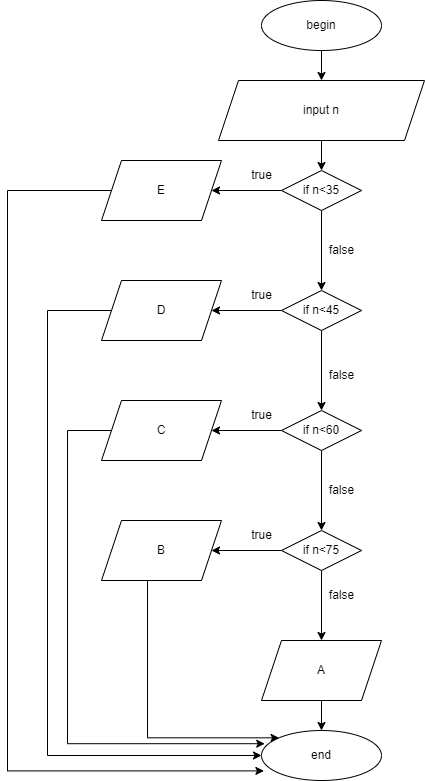 begin
input n
true
E
if n<35
false
true
D
if n<45
false
true
C
if n<60
false
true
B
if n<75
false
A
end